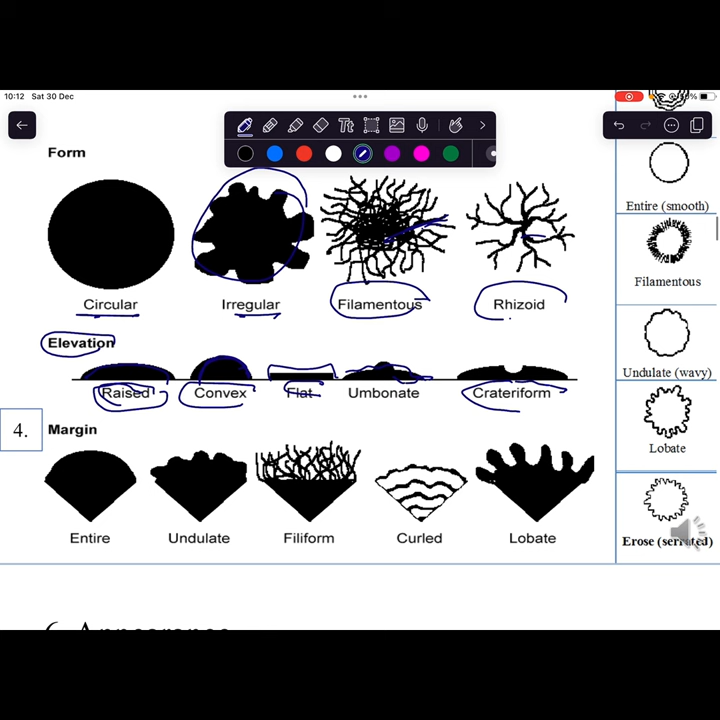 10:12 Sat 30 Dec
Tt
Form
Circular Irregular Filamentous Rhizoid
Elevation
Raised Convex Flat Umbonate Crateriform
4. Margin
Entire Undulate Filiform Curled Lobate
Entire (smooth)
Filamentous
Undulate (wavy)
Lobate
Erose (serrated)